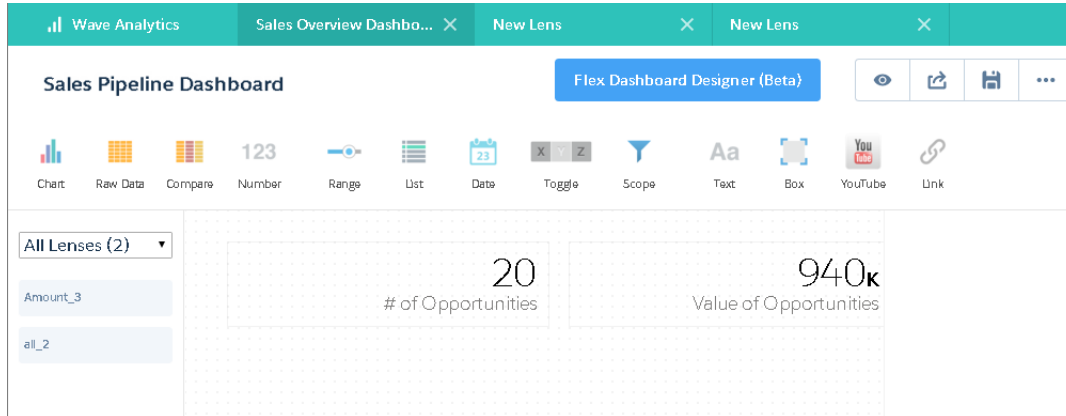 Wave Analytics Sales Overview Dashbo... New Lens New Lens
Sales Pipeline Dashboard Flex Dashboard Designer (Beta)
123 23 X Y Z Aa You Tube
Chart Raw Data Compare Number Range List Date Toggle Scope Text Box YouTube Link
All Lenses (2)
20 940K
# of Opportunities Value of Opportunities
Amount_3
all_2